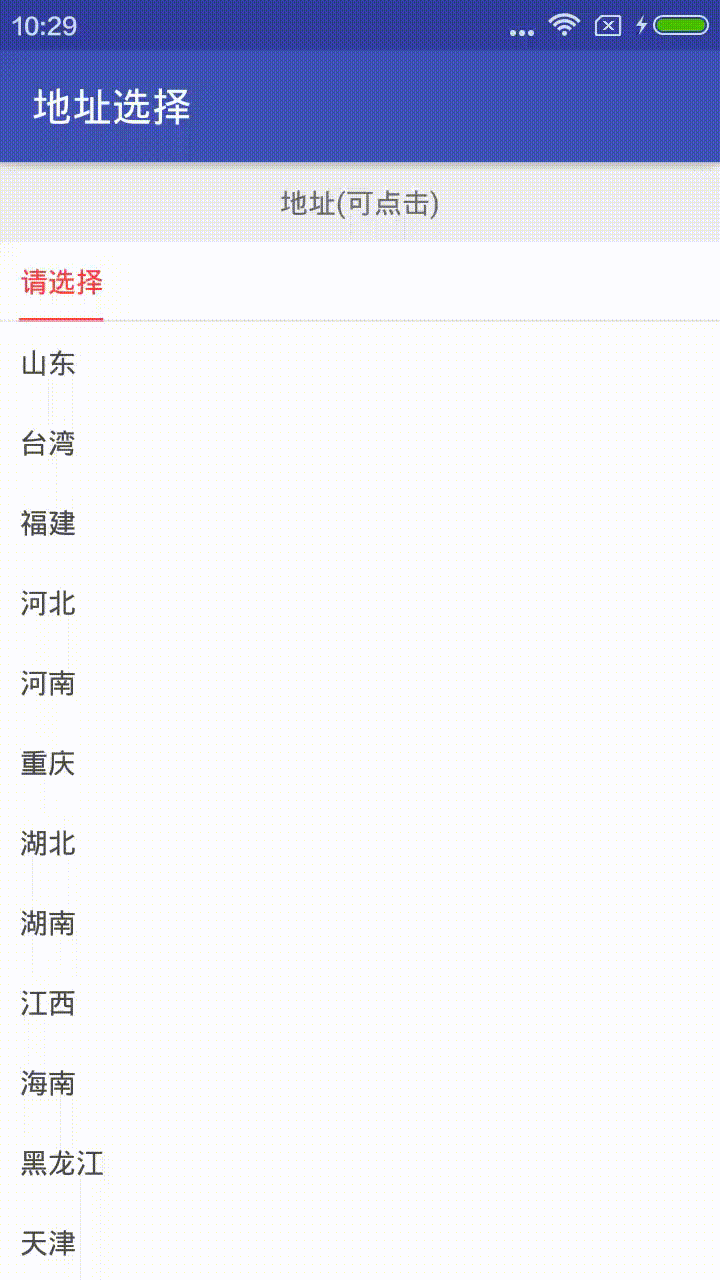 10:29
地址选择
地址(可点击)
请选择
山东
台湾
福建
河北
河南
重庆
湖北
湖南
江西
海南
黑龙江
天津